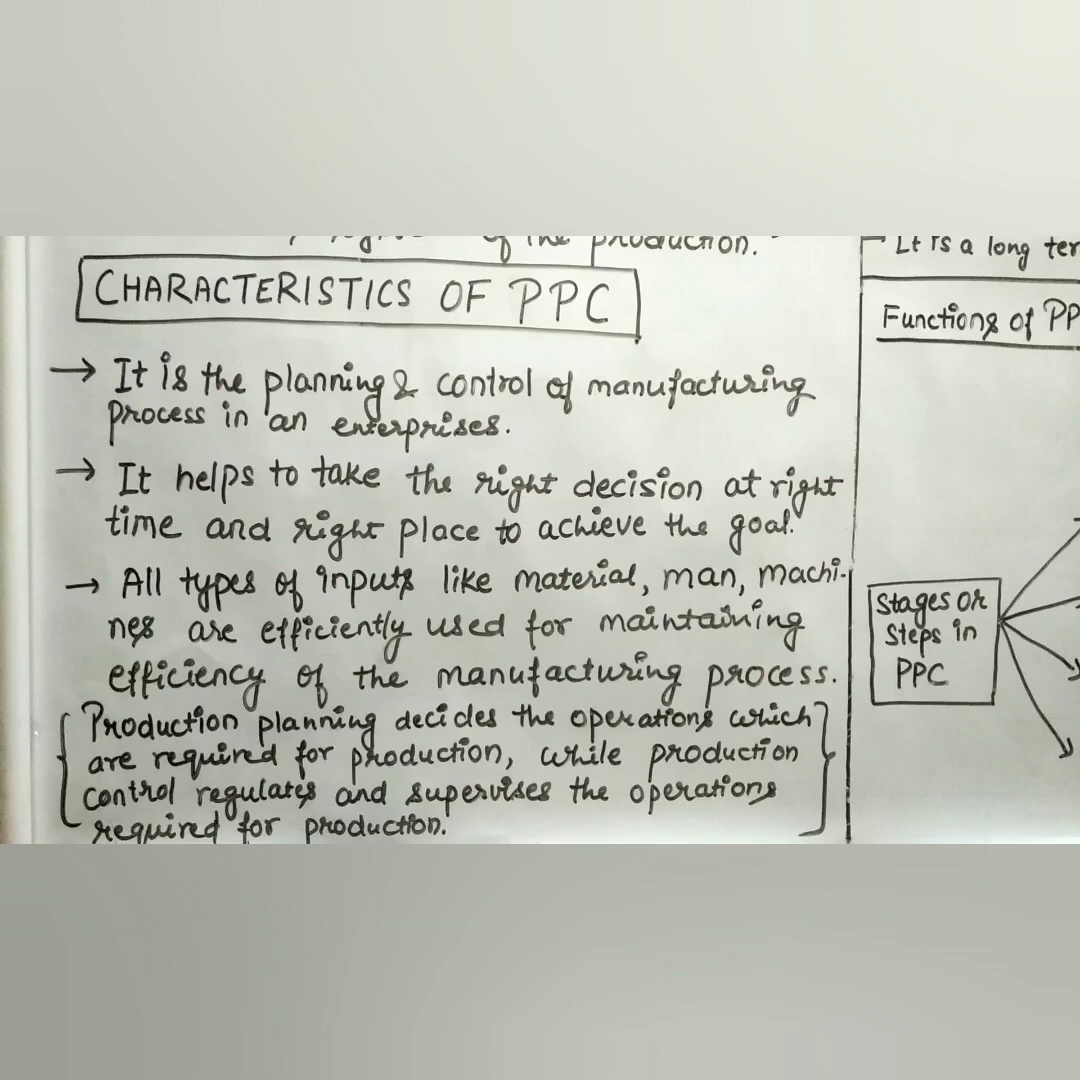 of the production.
CHARACTERISTICS OF PPC
→ It is the planning & control of manufacturing
process in an enterprises.
→ It helps to take the right decision at right
time and right place to achieve the goal.
→ All types of inputs like material, man, machi-
nes are efficiently used for maintaining
efficiency of the manufacturing process.
{ Production planning decides the operations which }
are required for production, while production
control regulates and supervises the operations
required for production.
It is a long ter
Functions of PP
Stages or
Steps in
PPC